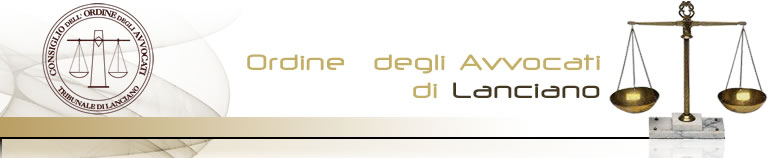 CONSIGLIO DELL'ORDINE DEGLI AVVOCATI
TRIBUNALE DI LANCIANO
Ordine degli Avvocati
di Lanciano